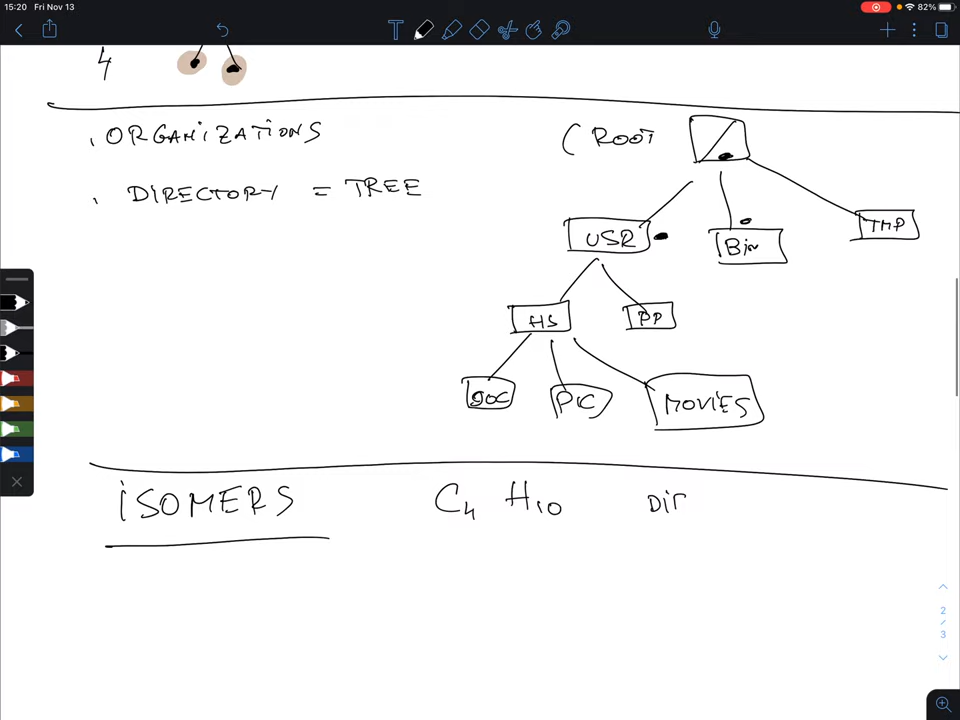 15:20 Fri Nov 13
82%
T
4
. ORGANIZATIONS
( ROOT
/
. DIRECTORY = TREE
USR
Bin
TMP
HS
PP
DOC
PIC
MOVIES
ISOMERS
C4 H10
Dif
2
/
3